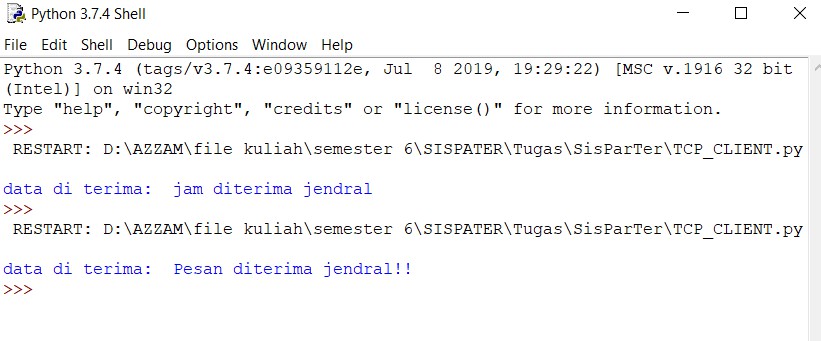 Python 3.7.4 Shell
File Edit Shell Debug Options Window Help
Python 3.7.4 (tags/v3.7.4:e09359112e, Jul  8 2019, 19:29:22) [MSC v.1916 32 bit
(Intel)] on win32
Type "help", "copyright", "credits" or "license()" for more information.
>>>
 RESTART: D:\AZZAM\file kuliah\semester 6\SISPATER\Tugas\SisParTer\TCP_CLIENT.py
data di terima:  jam diterima jendral
>>>
 RESTART: D:\AZZAM\file kuliah\semester 6\SISPATER\Tugas\SisParTer\TCP_CLIENT.py
data di terima:  Pesan diterima jendral!!
>>>